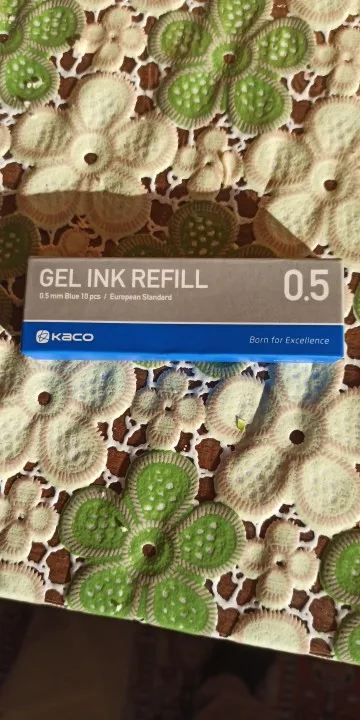 GEL INK REFILL
0.5
0.5 mm Blue 10 pcs / European Standard
KACO
Born for Excellence